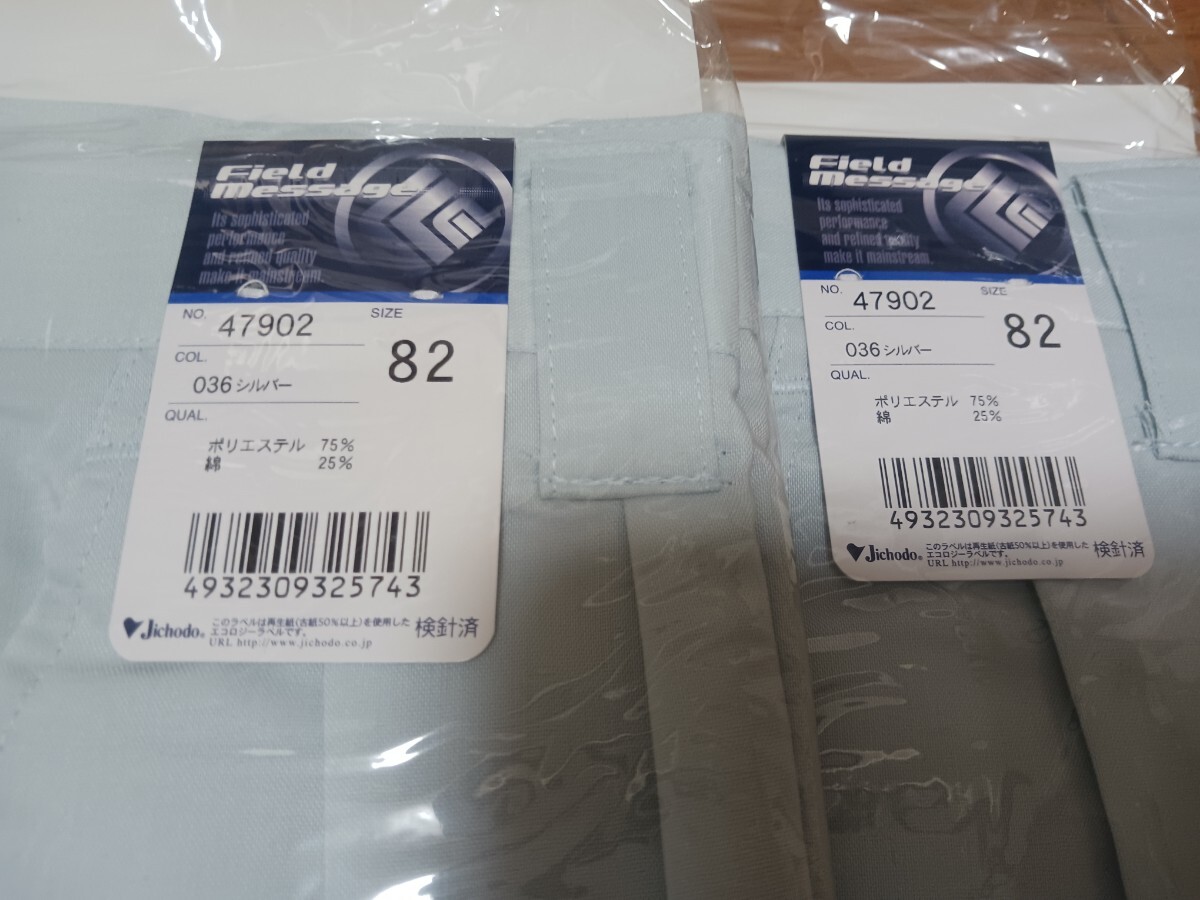 Field
Message
Its sophisticated
performance
and refined quality
make it mainstream.
NO. 47902
SIZE
82
COL.
036 シルバー
QUAL.
ポリエステル 75%
綿 25%
4932309325743
Jichodo®
このラベルは再生紙(古紙50%以上)を使用した
エコロジーラベルです。
URL http://www.jichodo.co.jp
検針済
Field
Message
Its sophisticated
performance
and refined quality
make it mainstream.
NO. 47902
SIZE
82
COL.
036 シルバー
QUAL.
ポリエステル 75%
綿 25%
4932309325743
Jichodo®
このラベルは再生紙(古紙50%以上)を使用した
エコロジーラベルです。
URL http://www.jichodo.co.jp
検針済